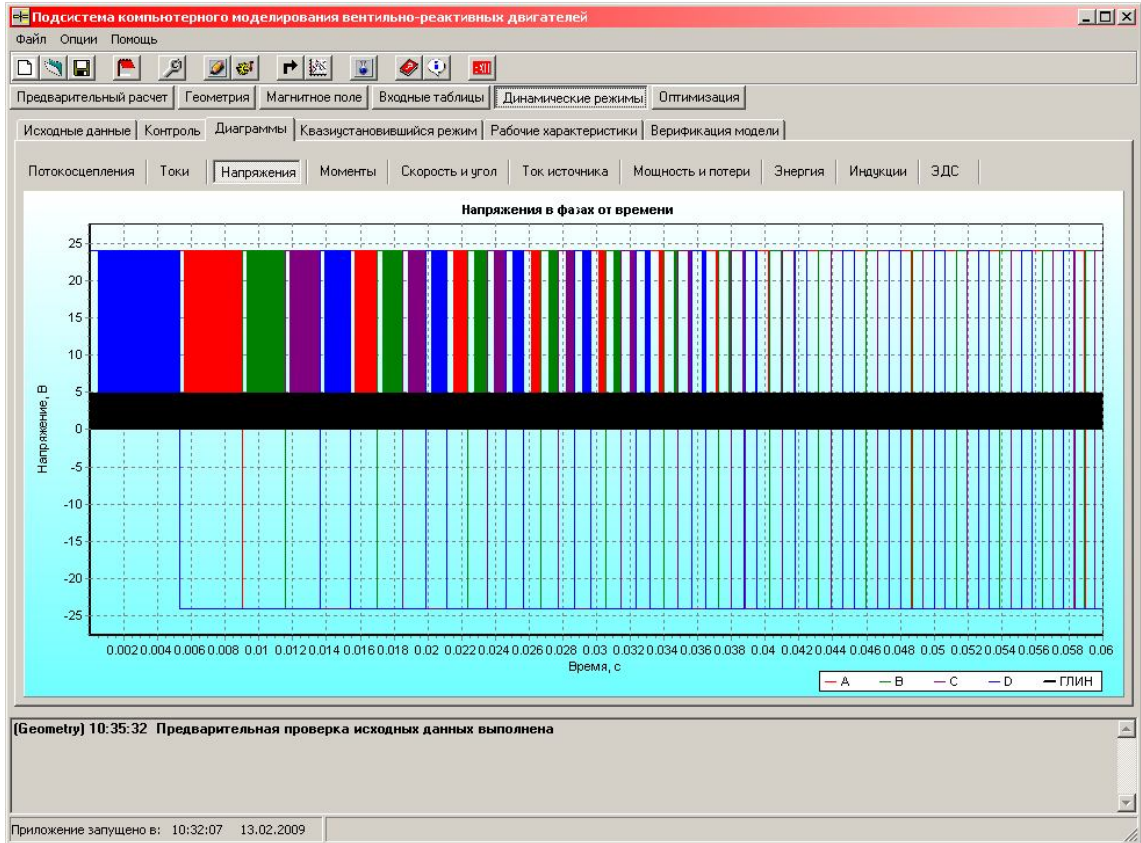 Подсистема компьютерного моделирования вентильно-реактивных двигателей
Файл Опции Помощь
EXIT
Предварительный расчет Геометрия Магнитное поле Входные таблицы Динамические режимы Оптимизация
Исходные данные Контроль Диаграммы Квазиустановившийся режим Рабочие характеристики Верификация модели
Потокосцепления Токи Напряжения Моменты Скорость и угол Ток источника Мощность и потери Энергия Индукции ЭДС
Напряжения в фазах от времени
Напряжение, В
25
20
15
10
5
0
-5
-10
-15
-20
-25
0.002 0.004 0.006 0.008 0.01 0.012 0.014 0.016 0.018 0.02 0.022 0.024 0.026 0.028 0.03 0.032 0.034 0.036 0.038 0.04 0.042 0.044 0.046 0.048 0.05 0.052 0.054 0.056 0.058 0.06
Время, с
A B C D ГЛИН
(Geometry) 10:35:32 Предварительная проверка исходных данных выполнена
Приложение запущено в: 10:32:07 13.02.2009